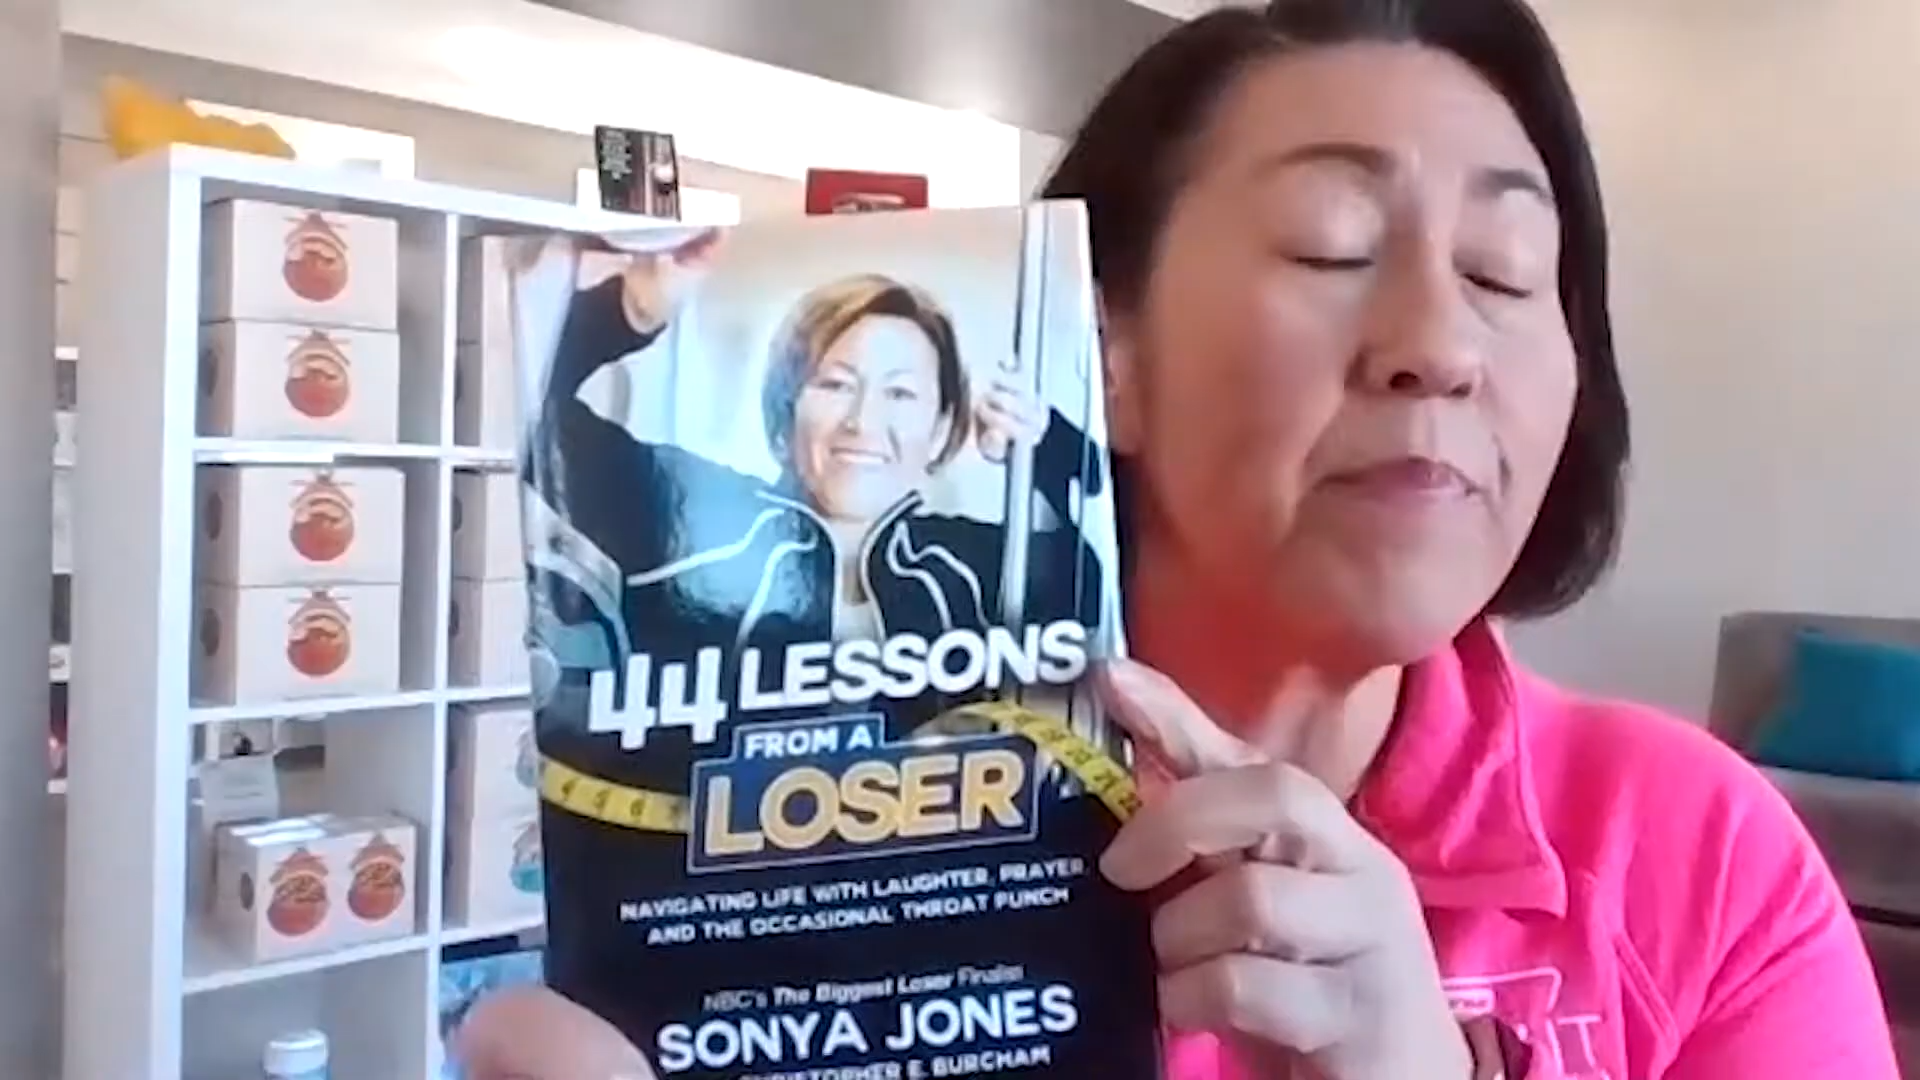 44 LESSONS
FROM A
LOSER
NAVIGATING LIFE WITH LAUGHTER, PRAYER,
AND THE OCCASIONAL THROAT PUNCH
NBC's The Biggest Loser Finalist
SONYA JONES
CHRISTOPHER E. BURCHAM